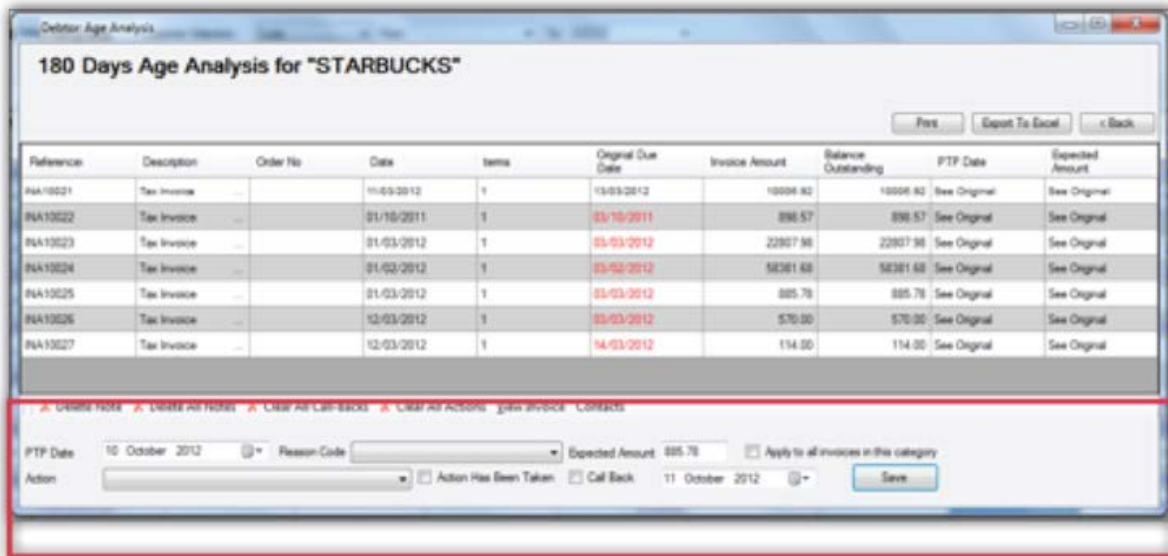 Debtor Age Analysis
180 Days Age Analysis for "STARBUCKS"
Print Export To Excel < Back
Reference Description Order No Date terms Original Due Date Invoice Amount Balance Outstanding PTP Date Expected Amount
INA10021 Tax Invoice ... 11/03/2012 1 13/03/2012 10006.92 10006.92 See Original See Original
INA10022 Tax Invoice ... 01/10/2011 1 03/10/2011 898.57 898.57 See Original See Original
INA10023 Tax Invoice ... 01/03/2012 1 03/03/2012 22807.98 22807.98 See Original See Original
INA10024 Tax Invoice ... 01/02/2012 1 03/02/2012 58381.68 58381.68 See Original See Original
INA10025 Tax Invoice ... 01/03/2012 1 03/03/2012 885.78 885.78 See Original See Original
INA10026 Tax Invoice ... 12/03/2012 1 03/03/2012 570.00 570.00 See Original See Original
INA10027 Tax Invoice ... 12/03/2012 1 14/03/2012 114.00 114.00 See Original See Original
X Delete Note X Delete All Notes X Clear All Call-Backs X Clear All Actions View Invoice Contacts
PTP Date 10 October 2012 Reason Code Expected Amount 885.78 Apply to all invoices in this category
Action Action Has Been Taken Call Back 11 October 2012 Save